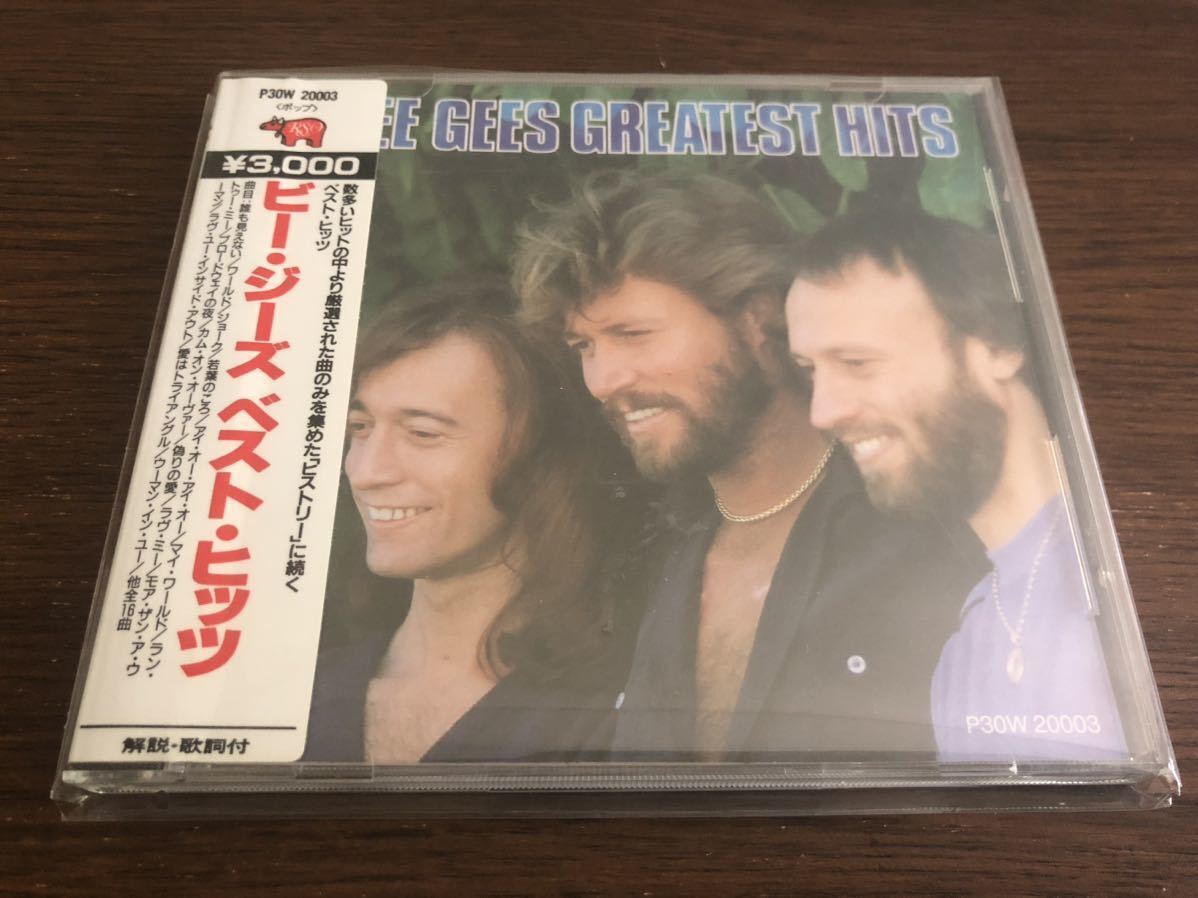 P30W 20003
〈ポップ〉
RSO
¥3,000
ビー・ジーズ ベスト・ヒッツ
数多いヒットの中より厳選された曲のみを集めた「ヒストリー」に続く
ベスト・ヒッツ
曲目:誰も見えない/ワールド/ジョーク/若葉のころ/アイ・オー・アイ・オー/マイ・ワールド/ラン・
トゥー・ミー/ブロードウェイの夜/カム・オン・オーヴァー/偽りの愛/ラヴ・ミー/モア・ザン・ア・ウ
ーマン/ラヴ・ユー・インサイド・アウト/愛はトライアングル/ウーマン・イン・ユー/他全16曲
解説・歌詞付
EE GEES GREATEST HITS
P30W 20003